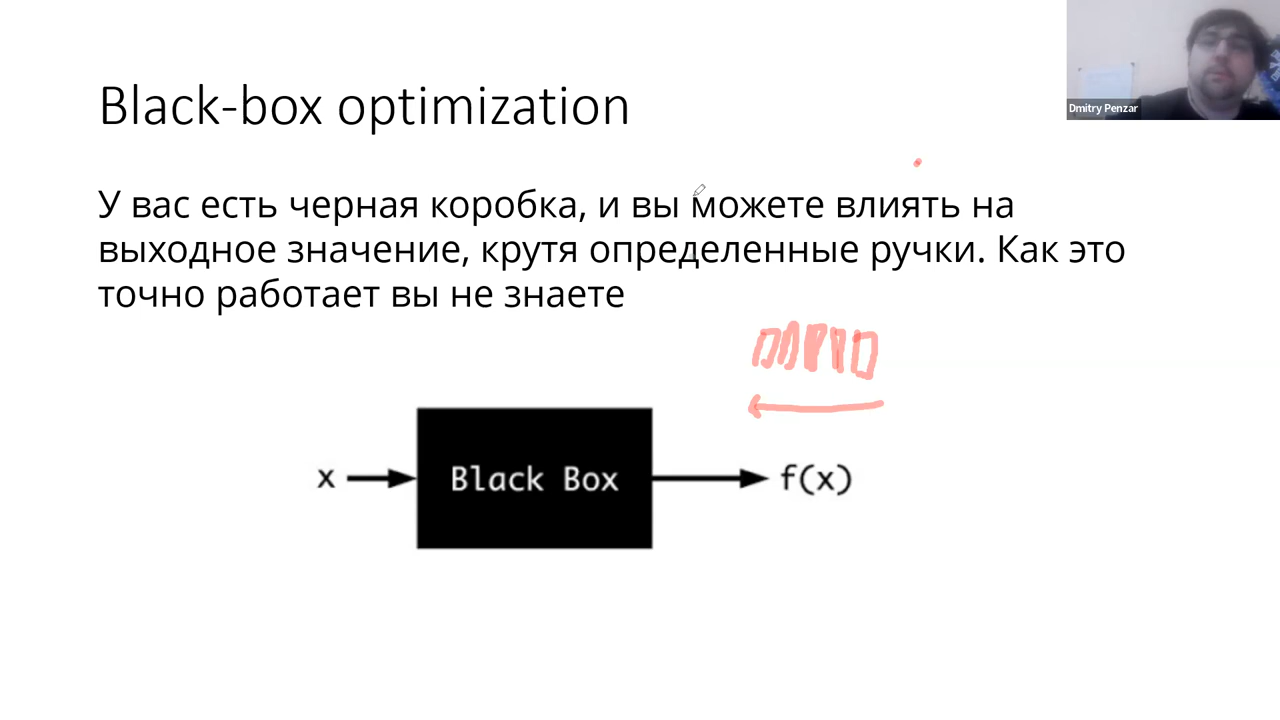 Dmitry Penzar
Black-box optimization
У вас есть черная коробка, и вы можете влиять на
выходное значение, крутя определенные ручки. Как это
точно работает вы не знаете
x
Black Box
f(x)